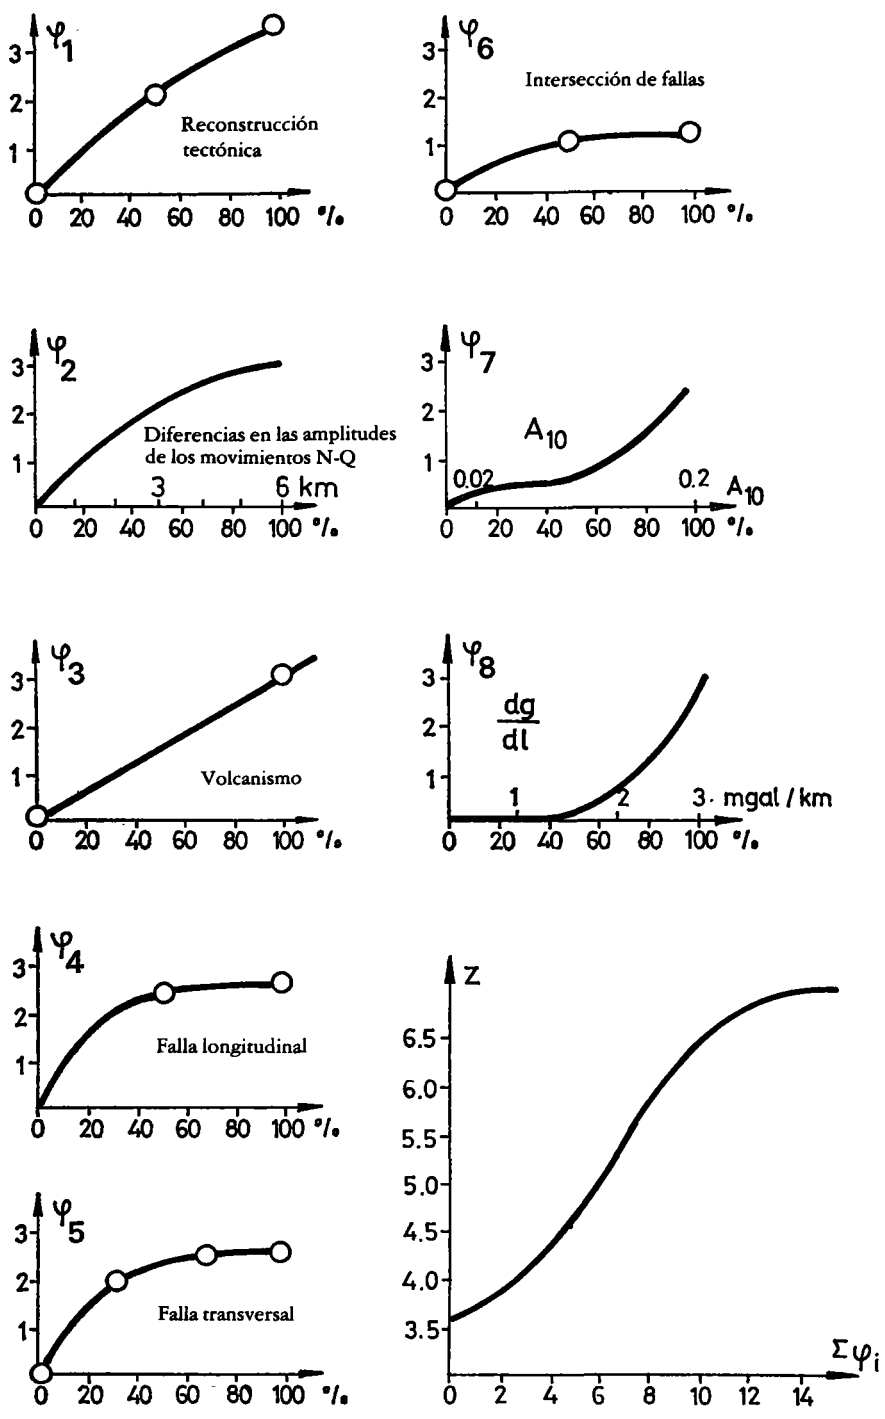 φ1
3
2
1
Reconstrucción
tectónica
0 20 40 60 80 100 %
φ6
3
2
1
Intersección de fallas
0 20 40 60 80 100 %
φ2
3
2
1
Diferencias en las amplitudes
de los movimientos N-Q
3 6 km
0 20 40 60 80 100 %
φ7
3
2
1
A10
0.02 0.2 A10
0 20 40 60 80 100 %
φ3
3
2
1
Volcanismo
0 20 40 60 80 100 %
φ8
3
2
1
dg
dl
1 2 3. mgal/km
0 20 40 60 80 100 %
φ4
3
2
1
Falla longitudinal
0 20 40 60 80 100 %
φ5
3
2
1
Falla transversal
0 20 40 60 80 100 %
Z
6.5
6.0
5.5
5.0
4.5
4.0
3.5
Σφi
0 2 4 6 8 10 12 14